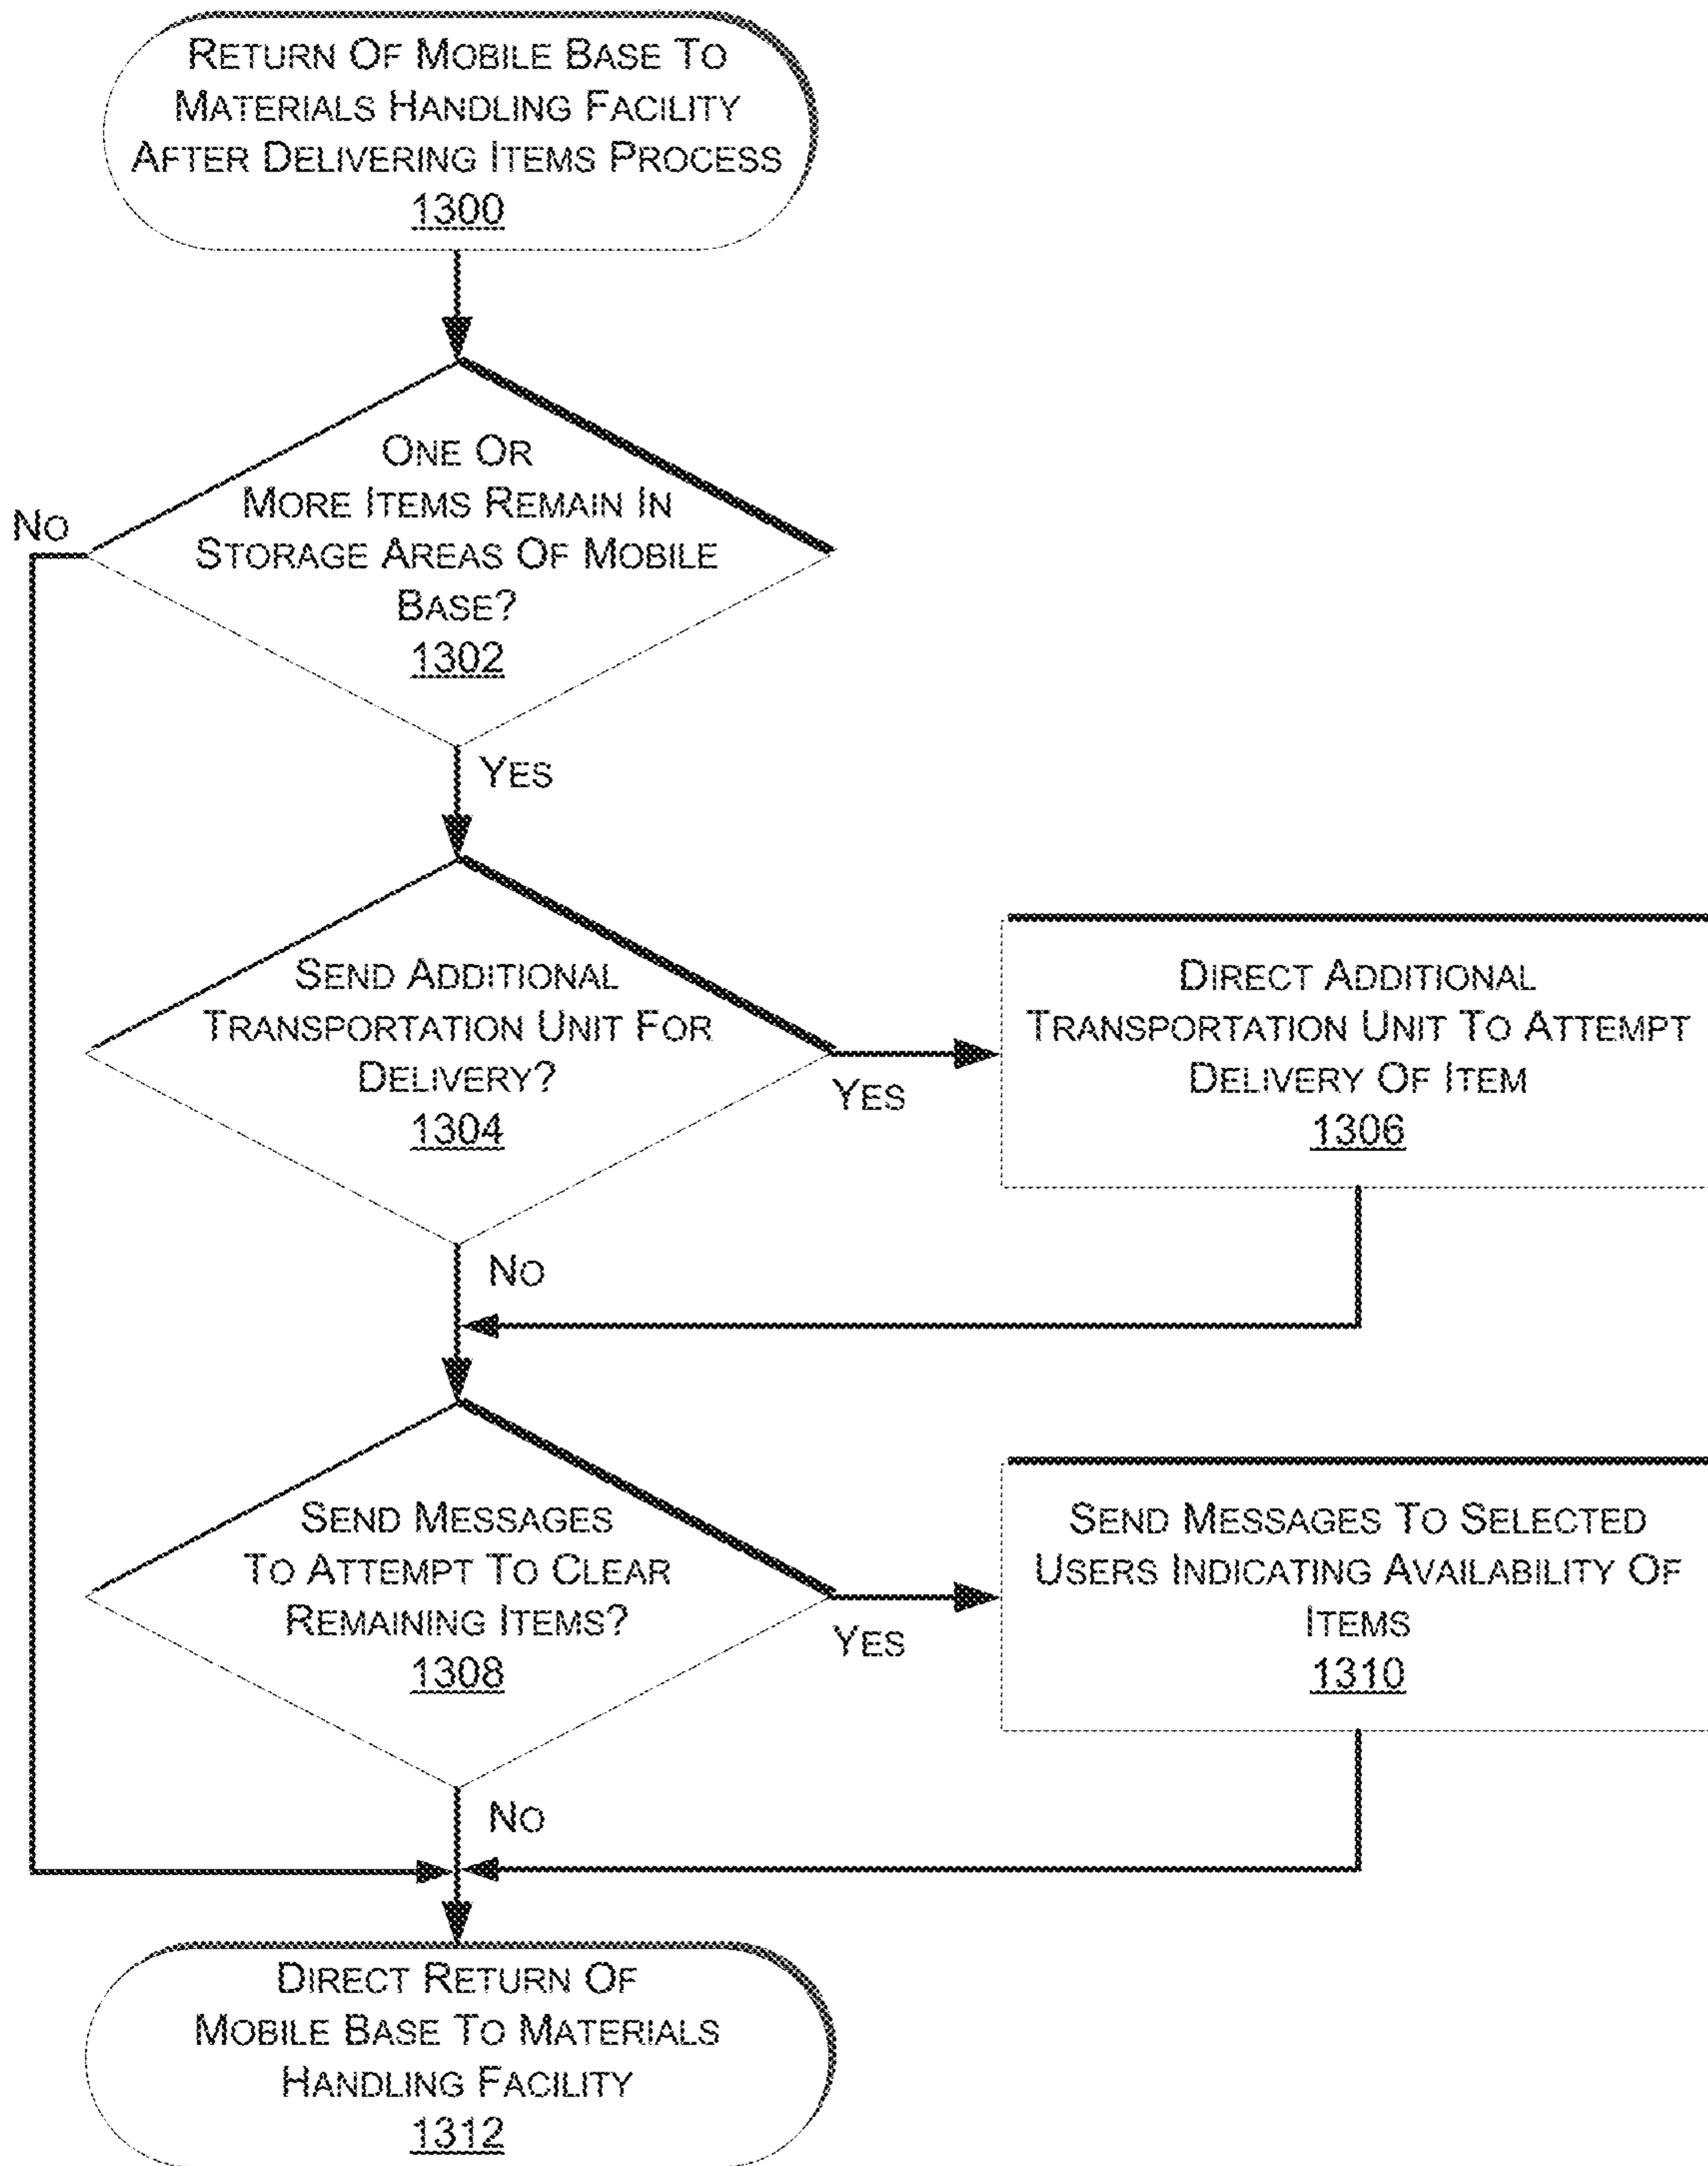 RETURN OF MOBILE BASE TO
MATERIALS HANDLING FACILITY
AFTER DELIVERING ITEMS PROCESS
1300
ONE OR
MORE ITEMS REMAIN IN
STORAGE AREAS OF MOBILE
BASE?
1302
NO
YES
SEND ADDITIONAL
TRANSPORTATION UNIT FOR
DELIVERY?
1304
YES
DIRECT ADDITIONAL
TRANSPORTATION UNIT TO ATTEMPT
DELIVERY OF ITEM
1306
NO
SEND MESSAGES
TO ATTEMPT TO CLEAR
REMAINING ITEMS?
1308
YES
SEND MESSAGES TO SELECTED
USERS INDICATING AVAILABILITY OF
ITEMS
1310
NO
DIRECT RETURN OF
MOBILE BASE TO MATERIALS
HANDLING FACILITY
1312